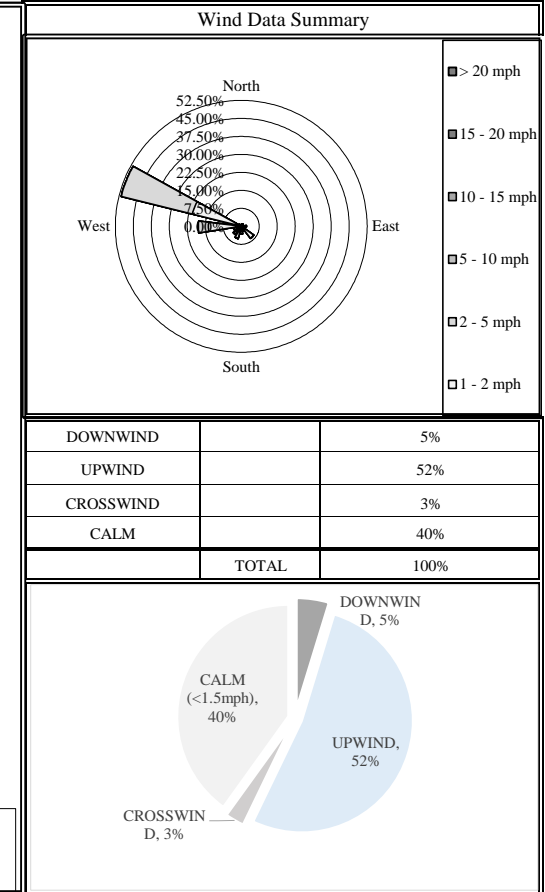 Wind Data Summary
North
52.50%
45.00%
37.50%
30.00%
22.50%
15.00%
7.50%
0.00%
West
East
South
> 20 mph
15 - 20 mph
10 - 15 mph
5 - 10 mph
2 - 5 mph
1 - 2 mph
DOWNWIND 5%
UPWIND 52%
CROSSWIND 3%
CALM 40%
TOTAL 100%
DOWNWIN
D, 5%
CALM
(<1.5mph),
40%
UPWIND,
52%
CROSSWIN
D, 3%